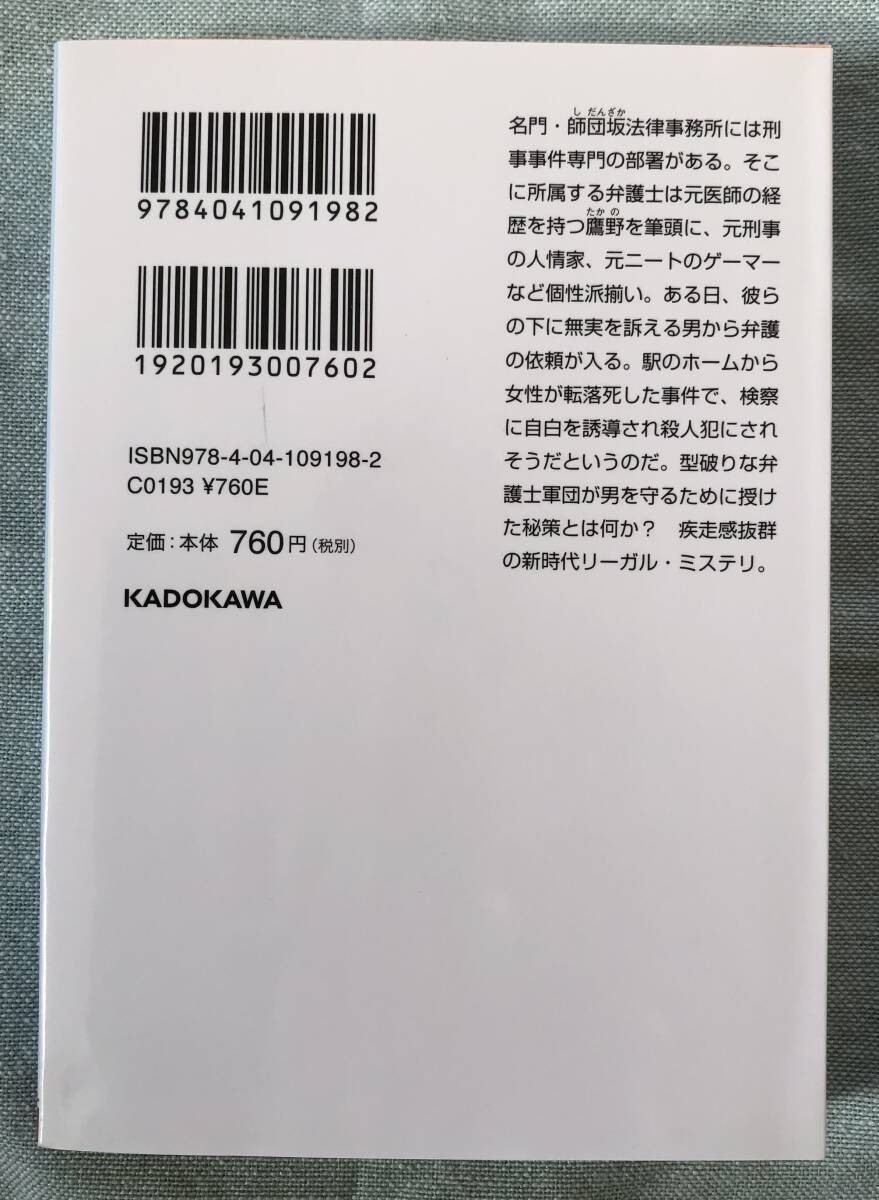 9784041091982
1920193007602
ISBN978-4-04-109198-2
C0193 ¥760E
定価：本体 760円（税別）
KADOKAWA
しだんざか
名門・師団坂法律事務所には刑
事事件専門の部署がある。そこ
に所属する弁護士は元医師の経
たかの
歴を持つ鷹野を筆頭に、元刑事
の人情家、元ニートのゲーマー
など個性派揃い。ある日、彼ら
の下に無実を訴える男から弁護
の依頼が入る。駅のホームから
女性が転落死した事件で、検察
に自白を誘導され殺人犯にされ
そうだというのだ。型破りな弁
護士軍団が男を守るために授け
た秘策とは何か？　疾走感抜群
の新時代リーガル・ミステリ。